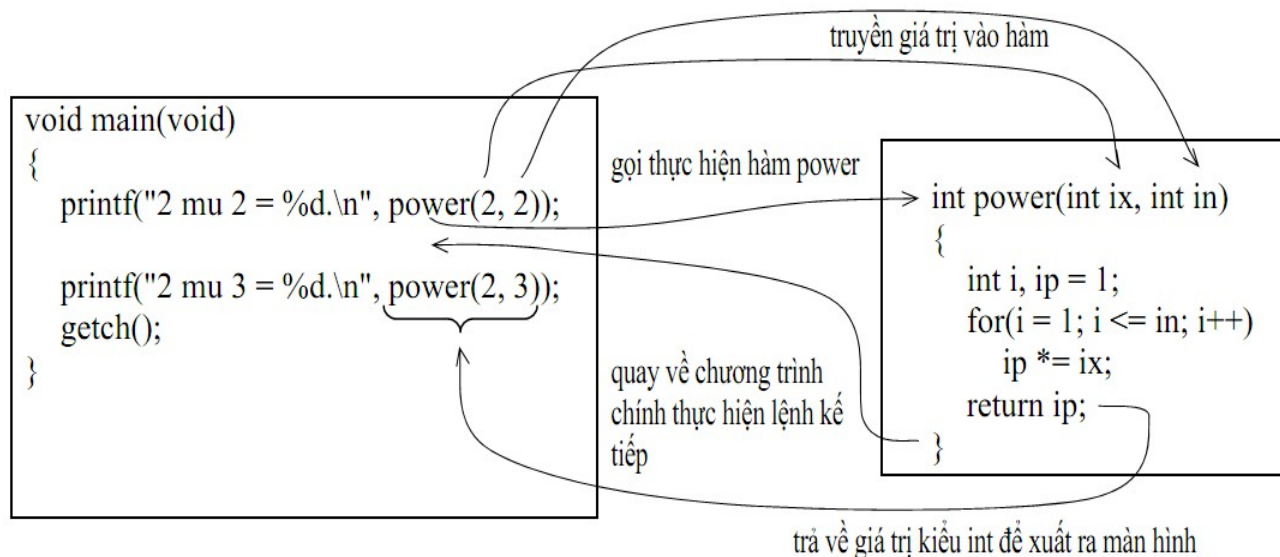 truyền giá trị vào hàm
void main(void)
{
printf("2 mu 2 = %d.\n", power(2, 2));
printf("2 mu 3 = %d.\n", power(2, 3));
getch();
}
gọi thực hiện hàm power
quay về chương trình
chính thực hiện lệnh kế
tiếp
int power(int ix, int in)
{
int i, ip = 1;
for(i = 1; i <= in; i++)
ip *= ix;
return ip;
}
trả về giá trị kiểu int để xuất ra màn hình